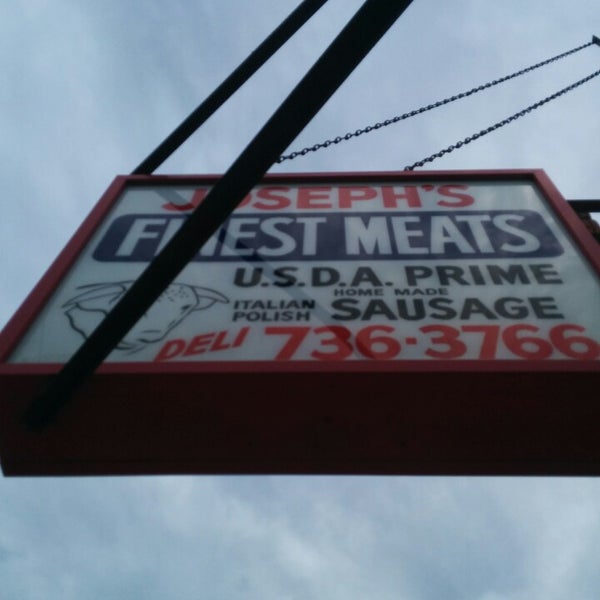 JOSEPH'S
FINEST MEATS
U.S.D.A. PRIME
ITALIAN HOME MADE
POLISH SAUSAGE
DELI 736-3766